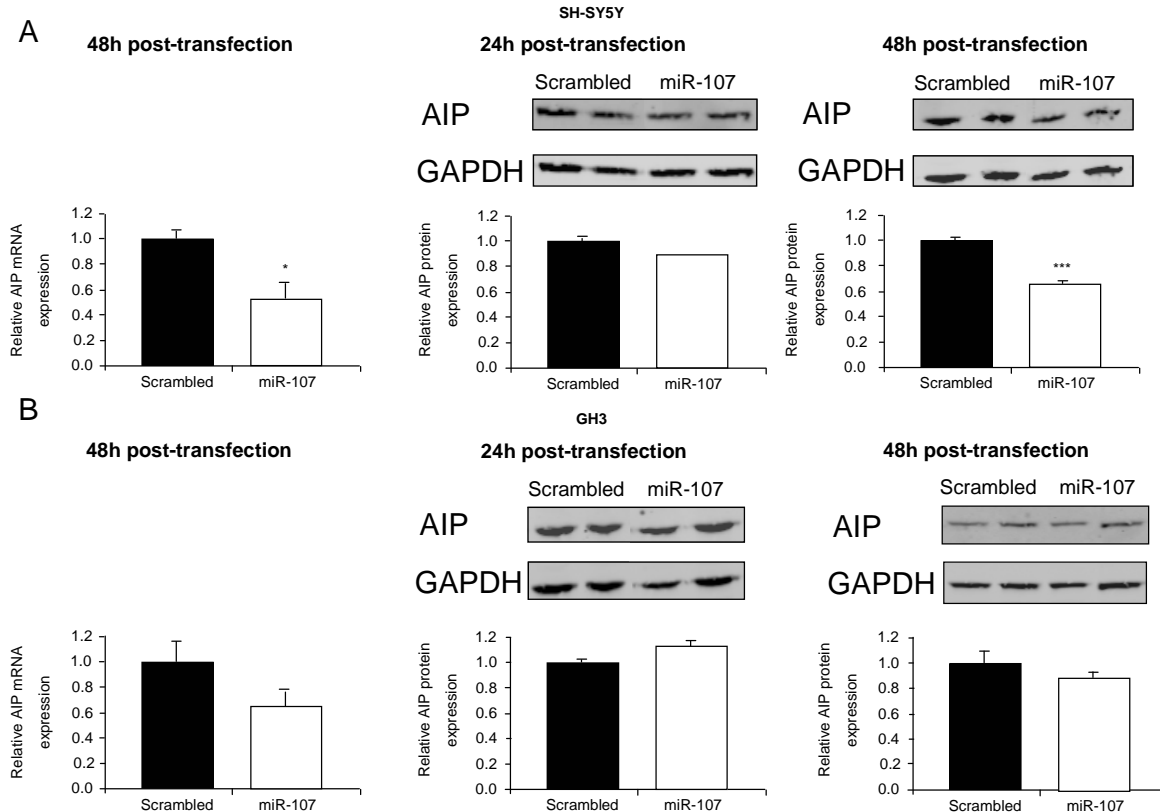 SH-SY5Y
A
48h post-transfection
24h post-transfection
48h post-transfection
Scrambled miR-107
AIP
GAPDH
Scrambled miR-107
AIP
GAPDH
Relative AIP mRNA
expression
1.2
1.0
0.8
0.6
0.4
0.2
0.0
*
Scrambled
miR-107
Relative AIP protein
expression
1.2
1.0
0.8
0.6
0.4
0.2
0.0
Scrambled
miR-107
Relative AIP protein
expression
1.2
1.0
0.8
0.6
0.4
0.2
0.0
***
Scrambled
miR-107
B
GH3
48h post-transfection
24h post-transfection
48h post-transfection
Scrambled miR-107
AIP
GAPDH
Scrambled miR-107
AIP
GAPDH
Relative AIP mRNA
expression
1.2
1.0
0.8
0.6
0.4
0.2
0.0
Scrambled
miR-107
Relative AIP protein
expression
1.2
1.0
0.8
0.6
0.4
0.2
0.0
Scrambled
miR-107
Relative AIP protein
expression
1.2
1.0
0.8
0.6
0.4
0.2
0.0
Scrambled
miR-107